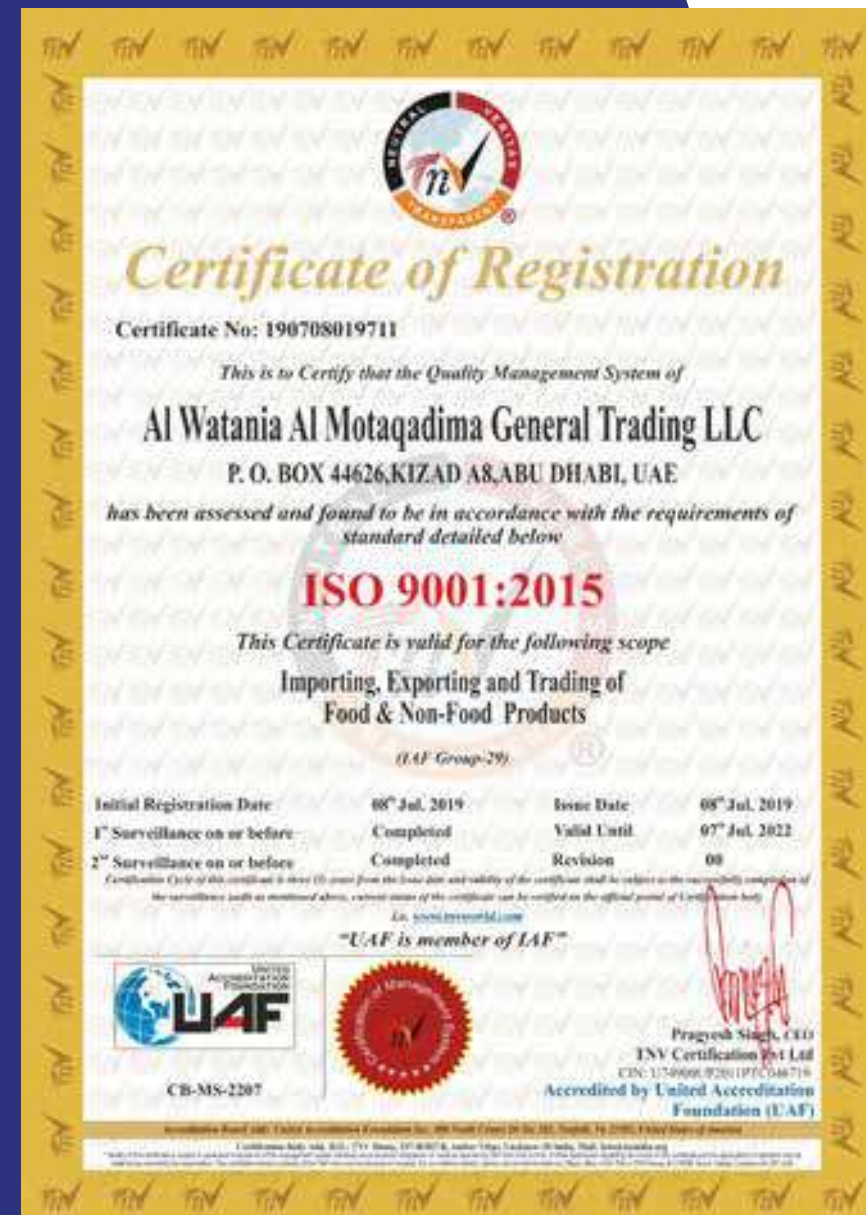 NEUTRAL VERITAS
TNV
TRANSPARENT
Certificate of Registration
Certificate No: 190708019711
This is to Certify that the Quality Management System of
Al Watania Al Motaqadima General Trading LLC
P. O. BOX 44626,KIZAD A8,ABU DHABI, UAE
has been assessed and found to be in accordance with the requirements of
standard detailed below
ISO 9001:2015
This Certificate is valid for the following scope
Importing, Exporting and Trading of
Food & Non-Food Products
(IAF Group-29)
Initial Registration Date 08th Jul. 2019 Issue Date 08th Jul. 2019
1st Surveillance on or before Completed Valid Until 07th Jul. 2022
2nd Surveillance on or before Completed Revision 00
"UAF is member of IAF"
UNITED
ACCREDITATION
FOUNDATION
UAF
CB-MS-2207
Pragyesh Singh, CEO
TNV Certification Pvt Ltd
Accredited by United Accreditation
Foundation (UAF)